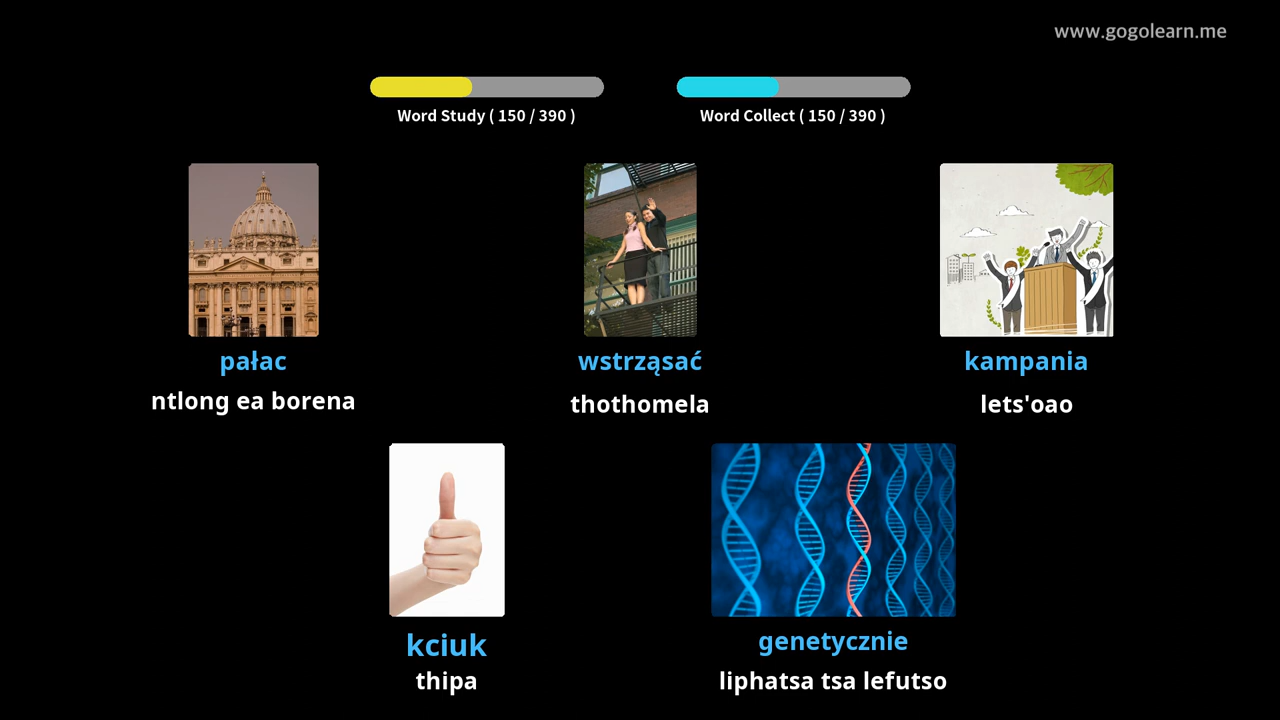 www.gogolearn.me
Word Study ( 150 / 390 )
Word Collect ( 150 / 390 )
pałac
ntlong ea borena
wstrząsać
thothomela
kampania
lets'oao
kciuk
thipa
genetycznie
liphatsa tsa lefutso